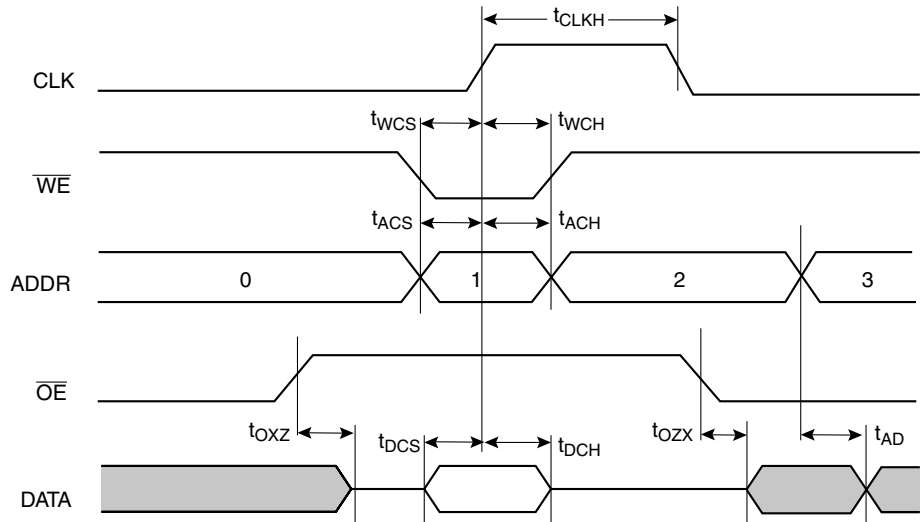 tCLKH
CLK
tWCS tWCH
WE
tACS tACH
ADDR 0 1 2 3
OE
tOXZ tDCS tDCH tOZX tAD
DATA